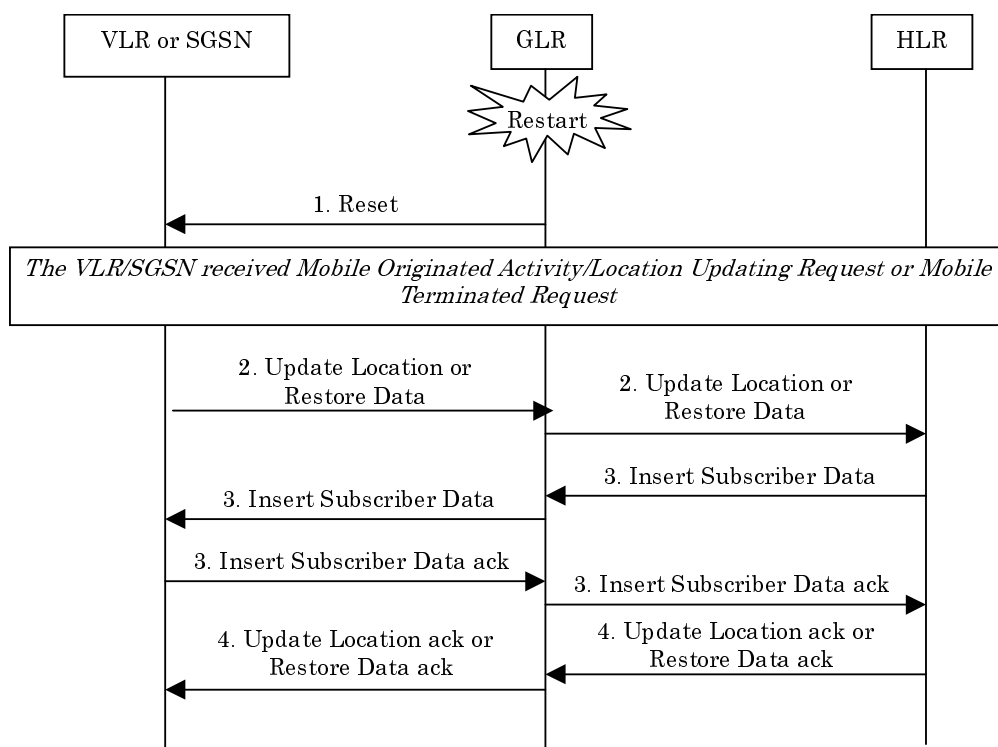 VLR or SGSN
GLR
HLR
Restart
1. Reset
The VLR/SGSN received Mobile Originated Activity/Location Updating Request or Mobile
Terminated Request
2. Update Location or
Restore Data
2. Update Location or
Restore Data
3. Insert Subscriber Data
3. Insert Subscriber Data
3. Insert Subscriber Data ack
3. Insert Subscriber Data ack
4. Update Location ack or
Restore Data ack
4. Update Location ack or
Restore Data ack